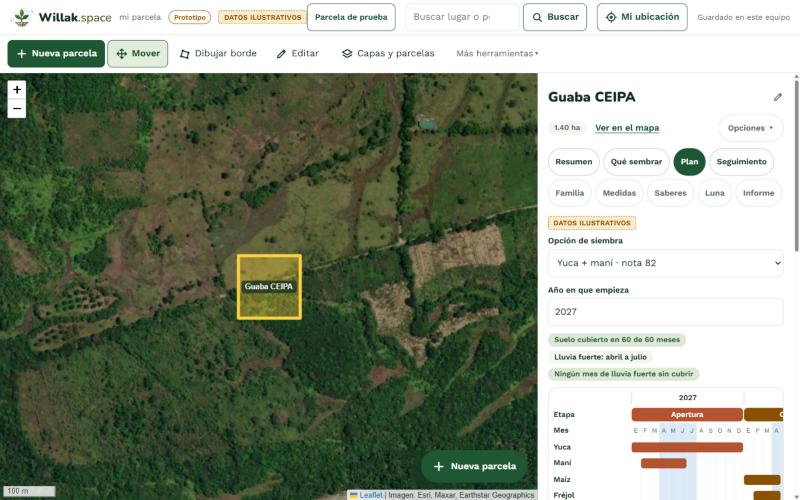 Willak.space mi parcela Prototipo DATOS ILUSTRATIVOS Parcela de prueba Buscar lugar o p Buscar Mi ubicación Guardado en este equipo
+ Nueva parcela Mover Dibujar borde Editar Capas y parcelas Más herramientas
+
−
Guaba CEIPA
1.40 ha Ver en el mapa Opciones
Resumen Qué sembrar Plan Seguimiento
Familia Medidas Saberes Luna Informe
DATOS ILUSTRATIVOS
Opción de siembra
Yuca + maní · nota 82
Año en que empieza
2027
Suelo cubierto en 60 de 60 meses
Lluvia fuerte: abril a julio
Ningún mes de lluvia fuerte sin cubrir
2027
Etapa Apertura
Mes E F M A M J J A S O N D E F M A
Yuca
Maní
Maíz
Fréjol
Guaba CEIPA
+ Nueva parcela
100 m
Leaflet | Imagen: Esri, Maxar, Earthstar Geographics